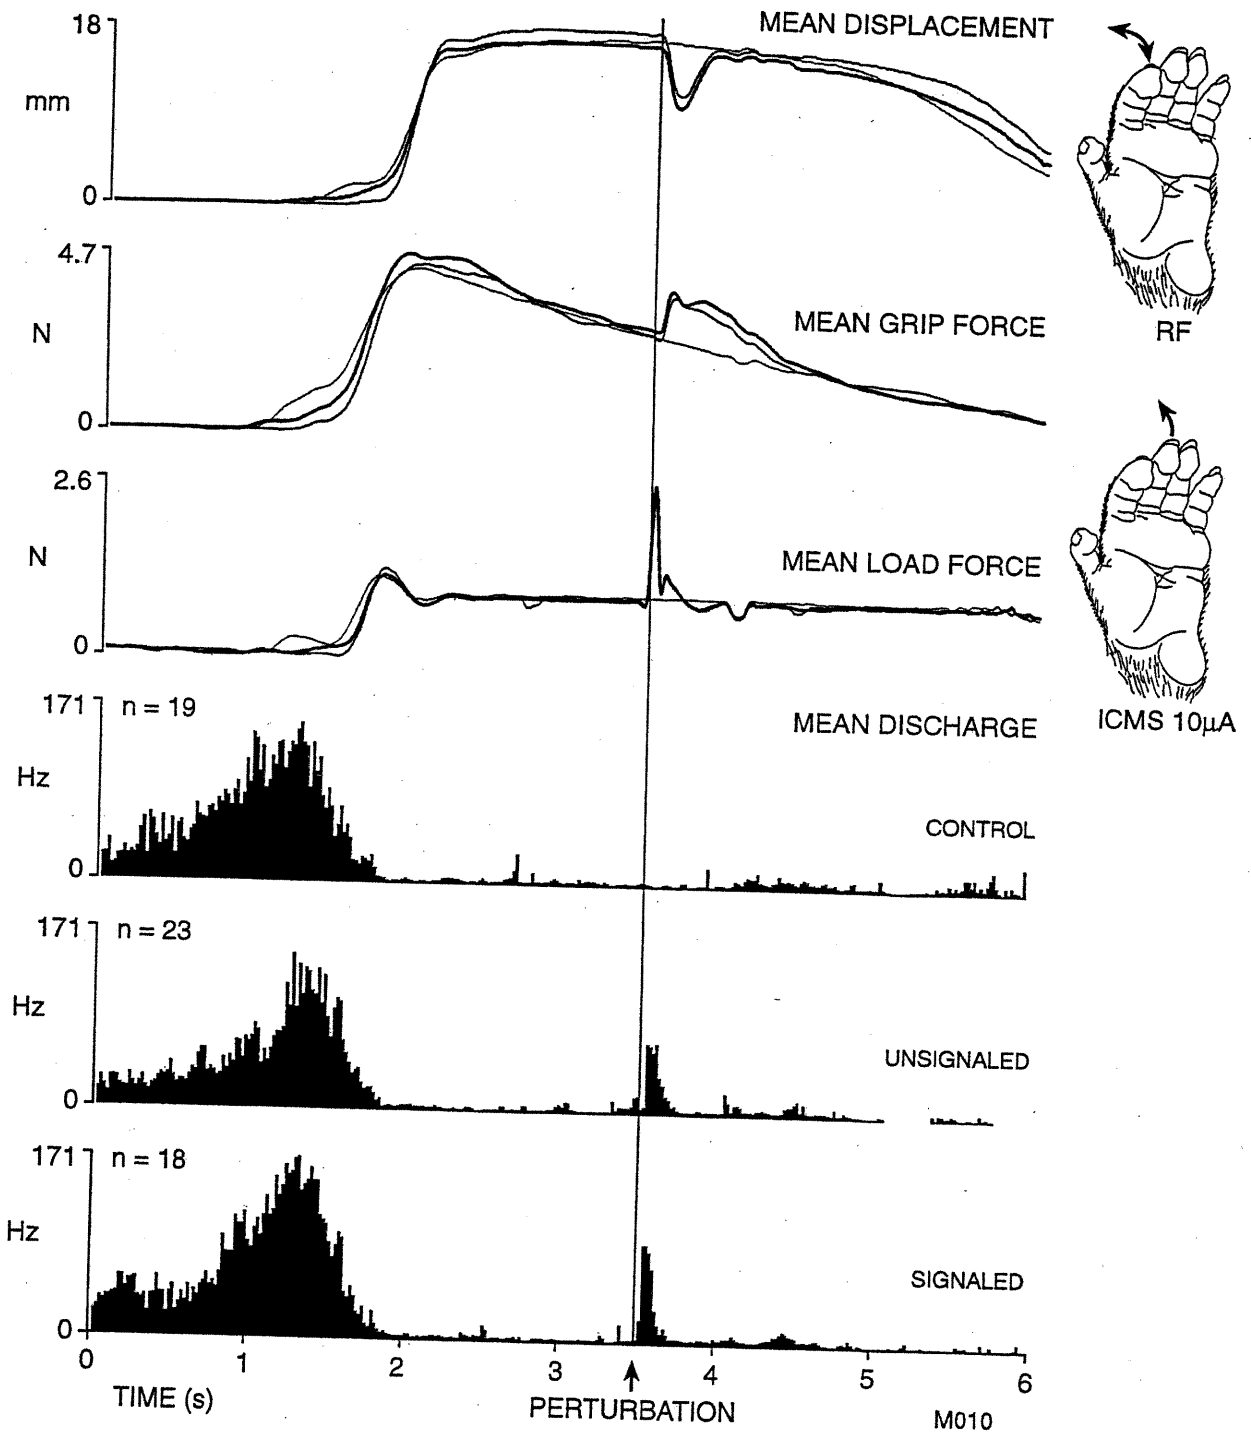 18
MEAN DISPLACEMENT
mm
0
4.7
N
MEAN GRIP FORCE
RF
0
2.6
N
MEAN LOAD FORCE
0
171
n = 19
MEAN DISCHARGE
ICMS 10µA
Hz
CONTROL
0
171
n = 23
Hz
UNSIGNALED
0
171
n = 18
Hz
SIGNALED
0
0 1 2 3 4 5 6
TIME (s)
PERTURBATION
M010